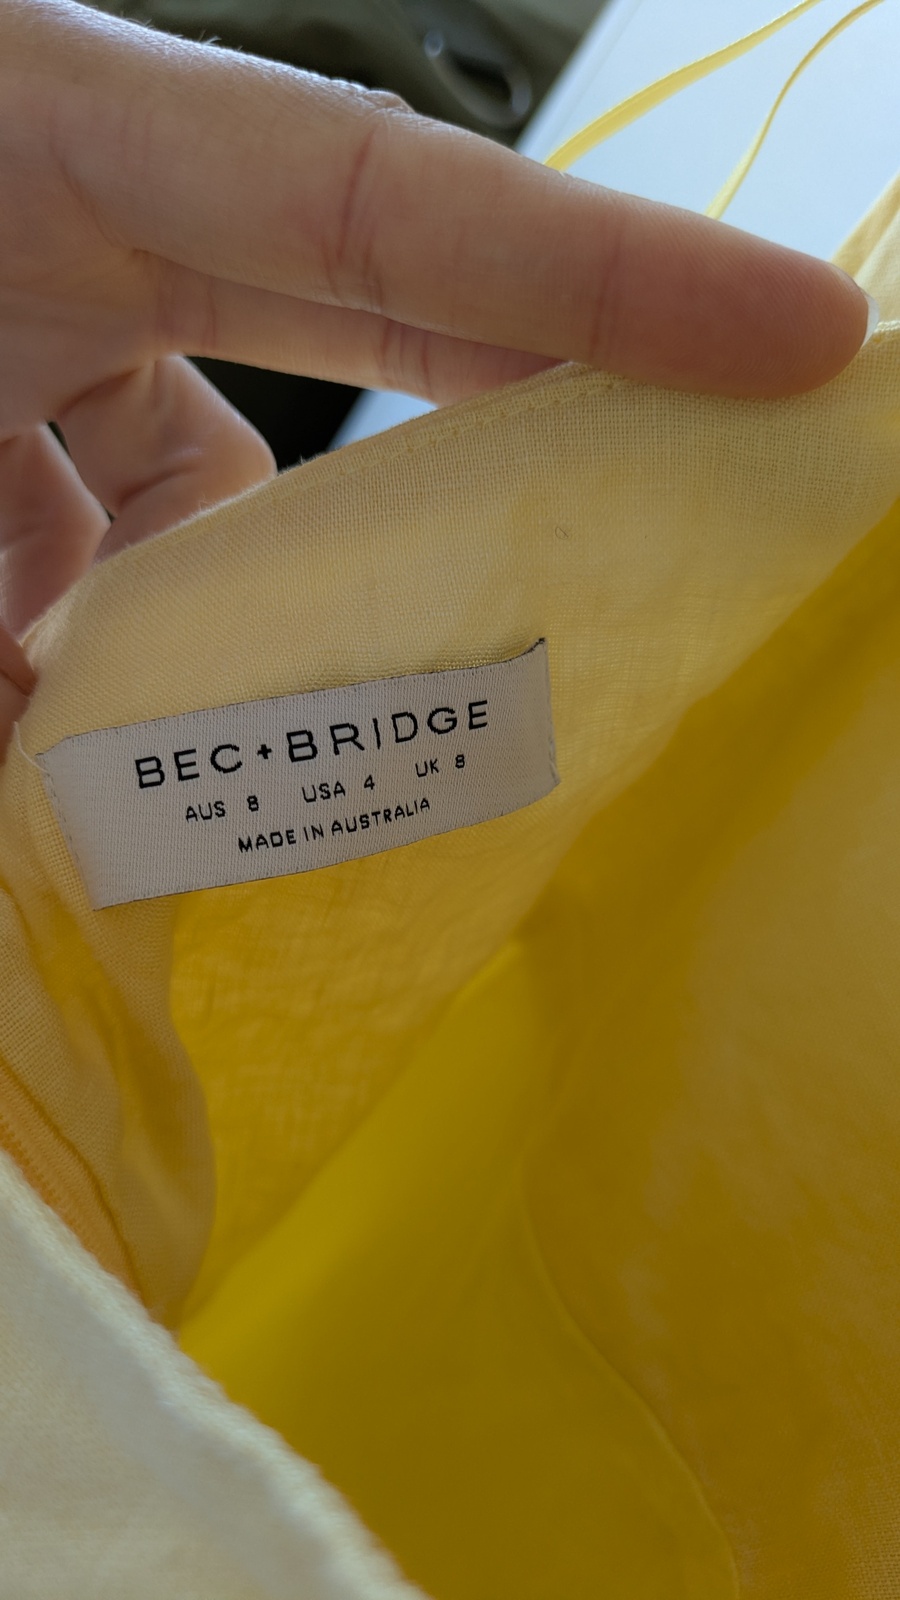 BEC+BRIDGE
AUS 8 USA 4 UK 8
MADE IN AUSTRALIA